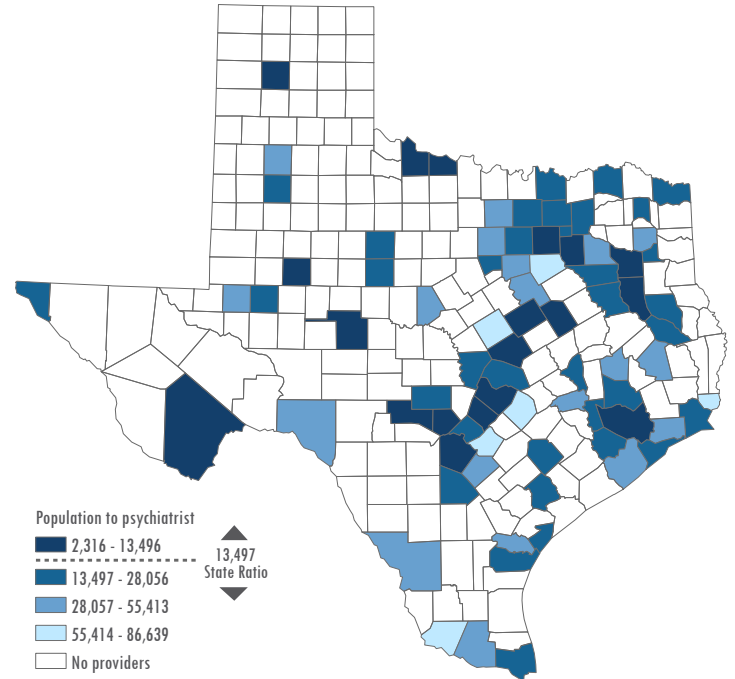 Population to psychiatrist
2,316 - 13,496
13,497
State Ratio
13,497 - 28,056
28,057 - 55,413
55,414 - 86,639
No providers